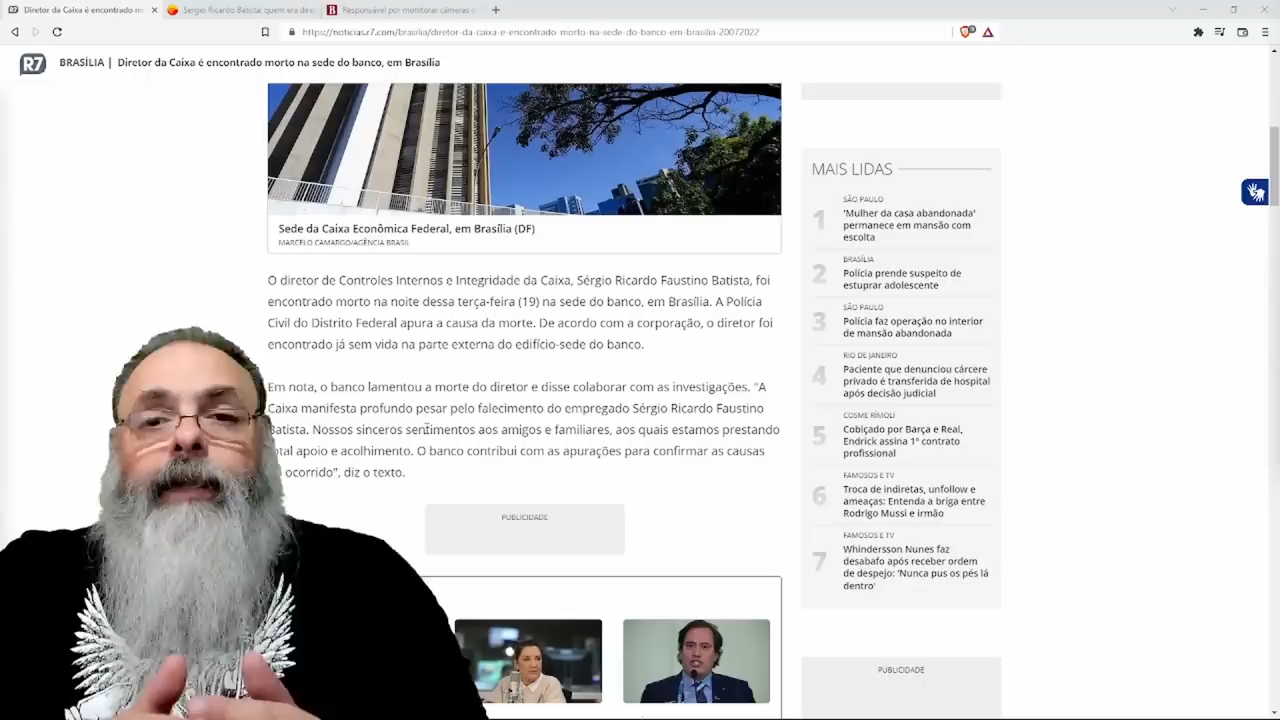 Diretor da Caixa é encontrado mo
Sergio Ricardo Batista: quem era dire
Responsável por monitorar câmeras s
https://noticias.r7.com/brasilia/diretor-da-caixa-e-encontrado-morto-na-sede-do-banco-em-brasilia-20072022
R7
BRASÍLIA | Diretor da Caixa é encontrado morto na sede do banco, em Brasília
Sede da Caixa Econômica Federal, em Brasília (DF)
MARCELO CAMARGO/AGÊNCIA BRASIL
O diretor de Controles Internos e Integridade da Caixa, Sérgio Ricardo Faustino Batista, foi
encontrado morto na noite dessa terça-feira (19) na sede do banco, em Brasília. A Polícia
Civil do Distrito Federal apura a causa da morte. De acordo com a corporação, o diretor foi
encontrado já sem vida na parte externa do edifício-sede do banco.
Em nota, o banco lamentou a morte do diretor e disse colaborar com as investigações. "A
Caixa manifesta profundo pesar pelo falecimento do empregado Sérgio Ricardo Faustino
Batista. Nossos sinceros sentimentos aos amigos e familiares, aos quais estamos prestando
total apoio e acolhimento. O banco contribui com as apurações para confirmar as causas
ocorrido", diz o texto.
PUBLICIDADE
MAIS LIDAS
1
SÃO PAULO
'Mulher da casa abandonada'
permanece em mansão com
escolta
2
BRASÍLIA
Polícia prende suspeito de
estuprar adolescente
3
SÃO PAULO
Polícia faz operação no interior
de mansão abandonada
4
RIO DE JANEIRO
Paciente que denunciou cárcere
privado é transferida de hospital
após decisão judicial
5
COSME RÍMOLI
Cobiçado por Barça e Real,
Endrick assina 1º contrato
profissional
6
FAMOSOS E TV
Troca de indiretas, unfollow e
ameaças: Entenda a briga entre
Rodrigo Mussi e irmão
7
FAMOSOS E TV
Whindersson Nunes faz
desabafo após receber ordem
de despejo: 'Nunca pus os pés lá
dentro'
PUBLICIDADE